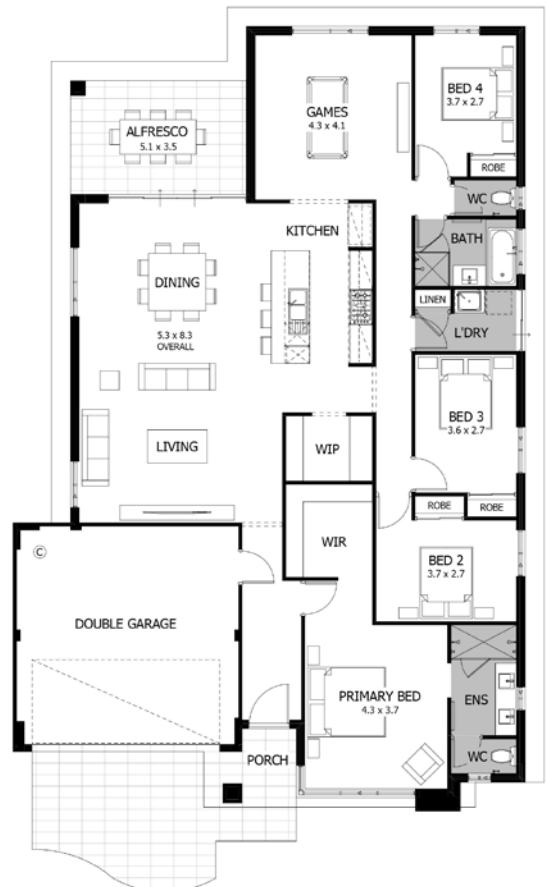 BED 4
3.7 x 2.7
GAMES
4.3 x 4.1
ALFRESCO
5.1 x 3.5
ROBE
WC
KITCHEN
BATH
DINING
LINEN
L'DRY
5.3 x 8.3
OVERALL
BED 3
3.6 x 2.7
LIVING
WIP
ROBE
ROBE
WIR
C
BED 2
3.7 x 2.7
DOUBLE GARAGE
PRIMARY BED
4.3 x 3.7
ENS
PORCH
WC